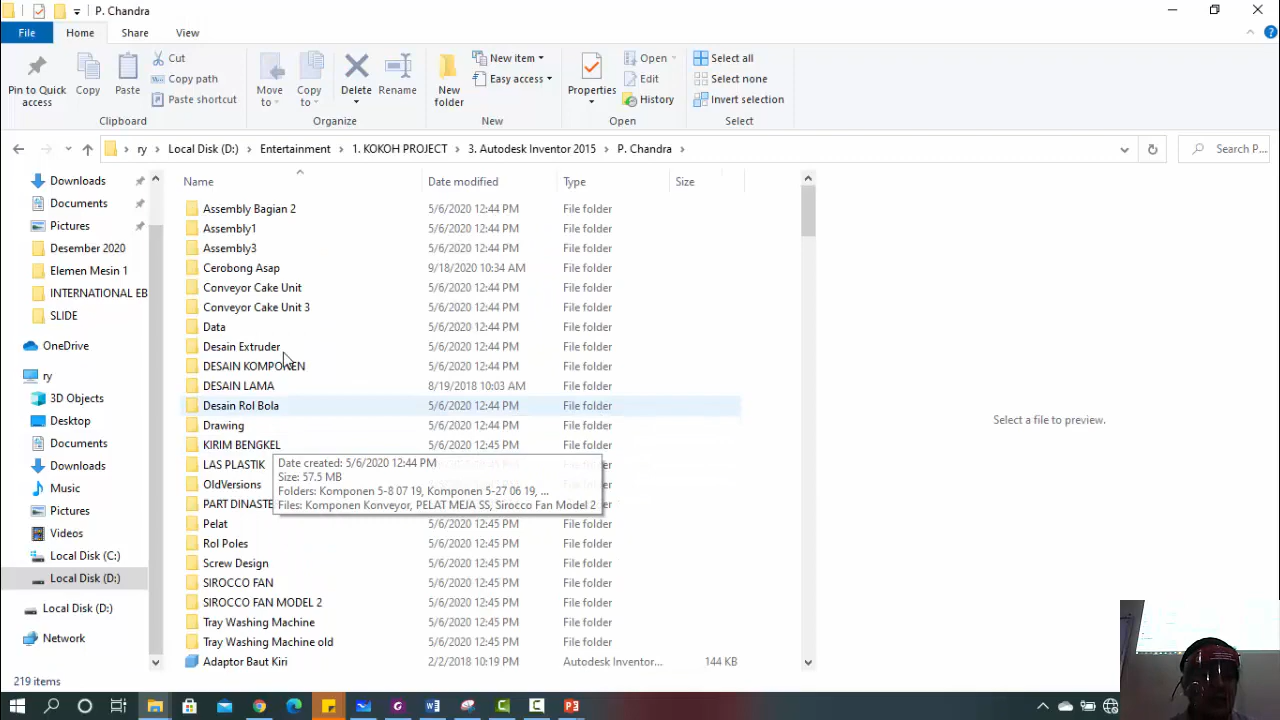 P. Chandra
File Home Share View
Pin to Quick access
Copy
Paste
Cut
Copy path
Paste shortcut
Clipboard
Move to
Copy to
Delete
Rename
Organize
New folder
New item
Easy access
New
Properties
Open
Edit
History
Open
Select all
Select none
Invert selection
Select
ry > Local Disk (D:) > Entertainment > 1. KOKOH PROJECT > 3. Autodesk Inventor 2015 > P. Chandra >
Search P...
Downloads
Documents
Pictures
Desember 2020
Elemen Mesin 1
INTERNATIONAL EB
SLIDE
OneDrive
ry
3D Objects
Desktop
Documents
Downloads
Music
Pictures
Videos
Local Disk (C:)
Local Disk (D:)
Local Disk (D:)
Network
Name Date modified Type Size
Assembly Bagian 2 5/6/2020 12:44 PM File folder
Assembly1 5/6/2020 12:44 PM File folder
Assembly3 5/6/2020 12:44 PM File folder
Cerobong Asap 9/18/2020 10:34 AM File folder
Conveyor Cake Unit 5/6/2020 12:44 PM File folder
Conveyor Cake Unit 3 5/6/2020 12:44 PM File folder
Data 5/6/2020 12:44 PM File folder
Desain Extruder 5/6/2020 12:44 PM File folder
DESAIN KOMPONEN 5/6/2020 12:44 PM File folder
DESAIN LAMA 8/19/2018 10:03 AM File folder
Desain Rol Bola 5/6/2020 12:44 PM File folder
Drawing 5/6/2020 12:44 PM File folder
KIRIM BENGKEL 5/6/2020 12:45 PM File folder
LAS PLASTIK
OldVersions
PART DINASTE
Date created: 5/6/2020 12:44 PM
Size: 57.5 MB
Folders: Komponen 5-8 07 19, Komponen 5-27 06 19, ...
Files: Komponen Konveyor, PELAT MEJA SS, Sirocco Fan Model 2
Pelat 5/6/2020 12:45 PM File folder
Rol Poles 5/6/2020 12:45 PM File folder
Screw Design 5/6/2020 12:45 PM File folder
SIROCCO FAN 5/6/2020 12:45 PM File folder
SIROCCO FAN MODEL 2 5/6/2020 12:45 PM File folder
Tray Washing Machine 5/6/2020 12:45 PM File folder
Tray Washing Machine old 5/6/2020 12:45 PM File folder
Adaptor Baut Kiri 2/2/2018 10:19 PM Autodesk Inventor... 144 KB
Select a file to preview.
219 items